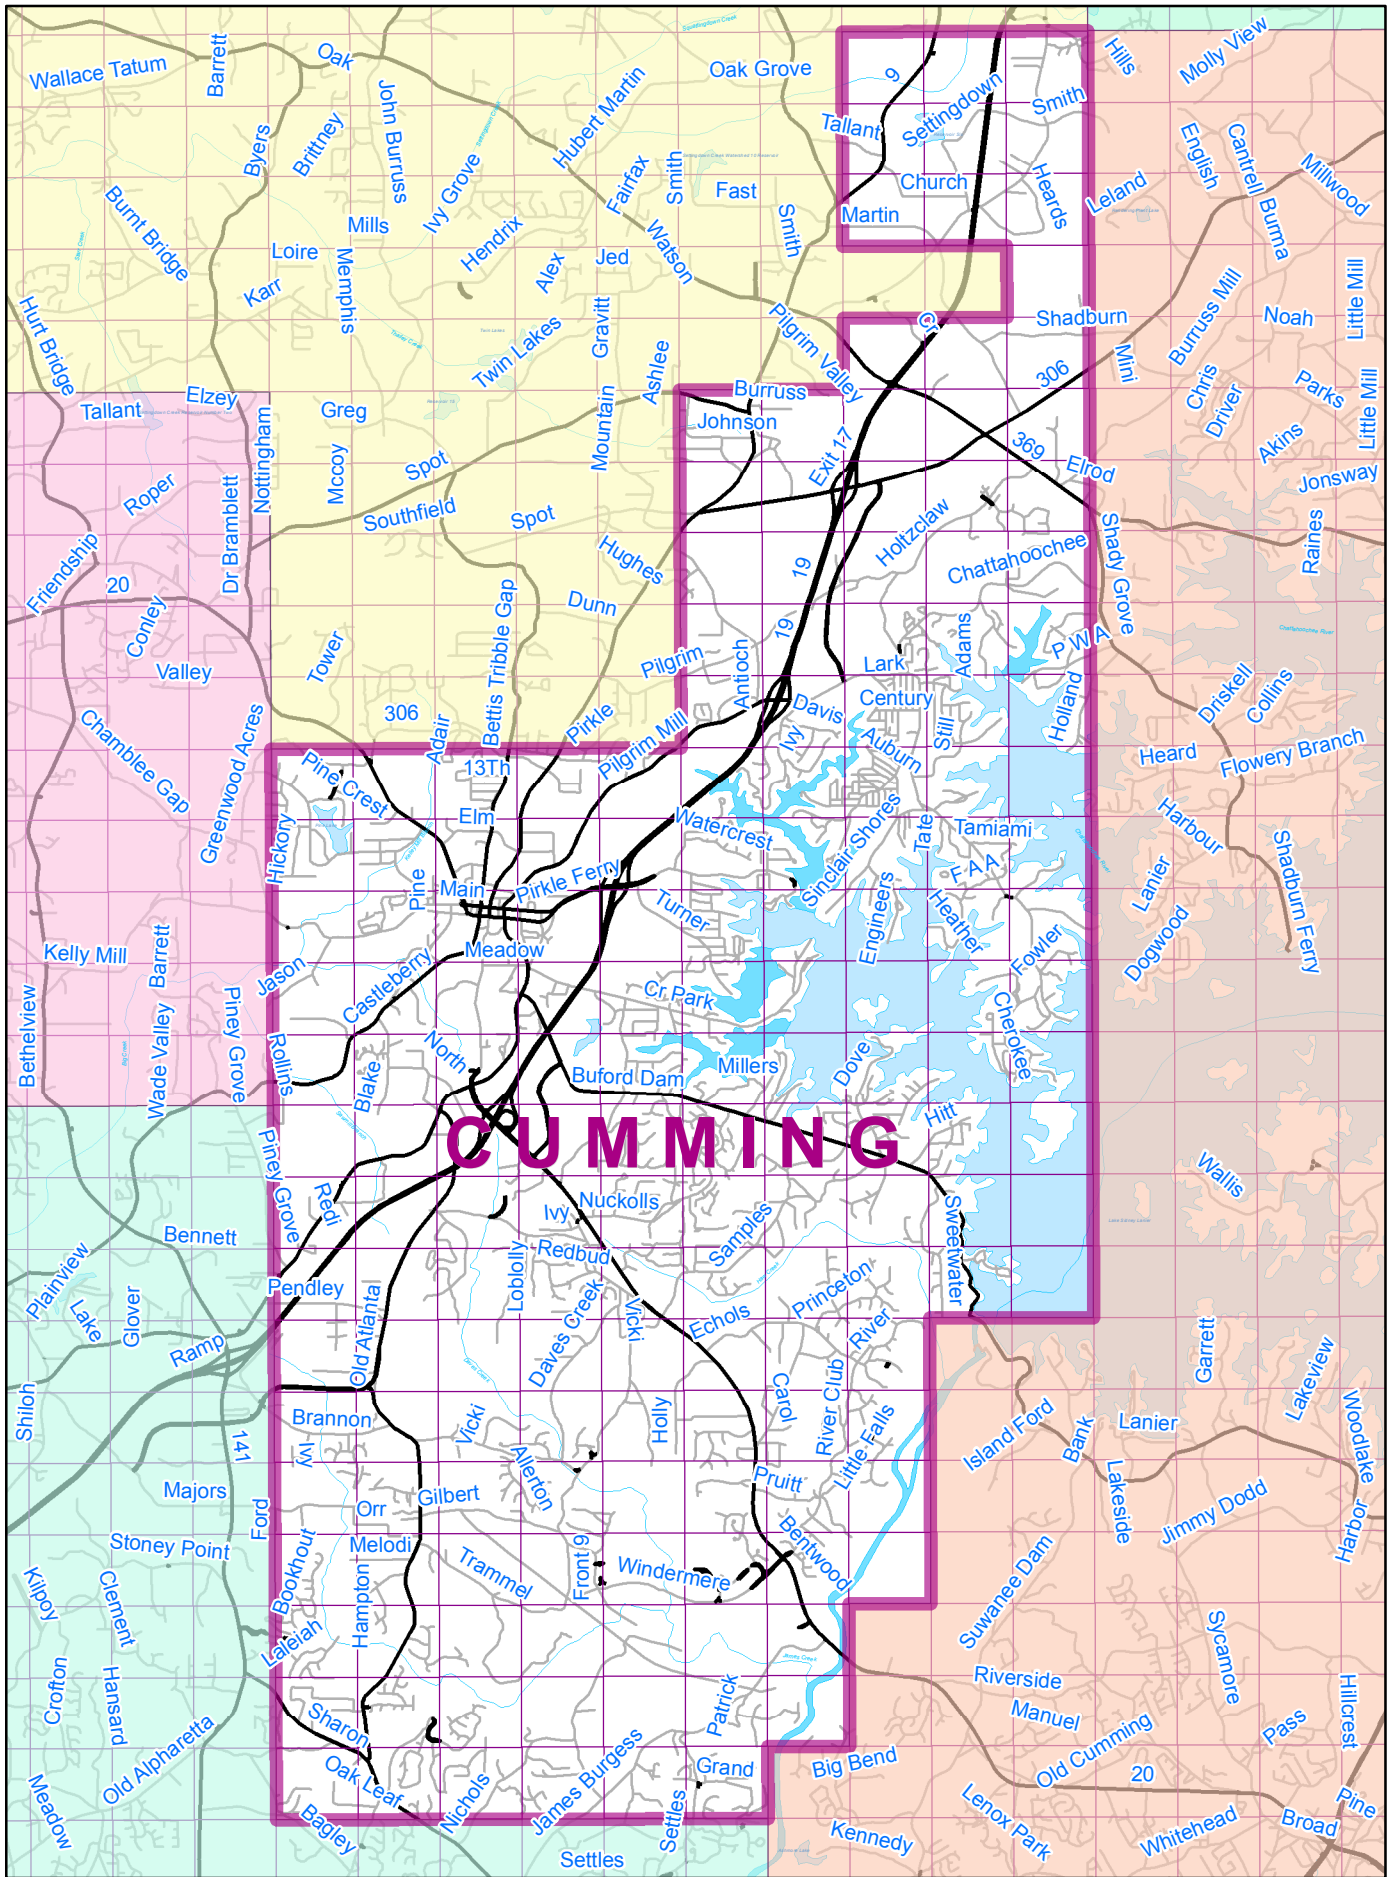 Wallace Tatum
Barrett
Oak
John Burruss
Hubert Martin
Oak Grove
9
Settingdown
Smith
Hills
Molly View
Byers
Brittney
Ivy Grove
Fairfax
Smith
Fast
Tallant
Church
Martin
Heards
Leland
English
Cantrell
Burma
Millwood
Burnt Bridge
Mills
Loire
Hendrix
Memphis
Karr
Alex
Jed
Watson
Smith
Hurt Bridge
Twin Lakes
Gravitt
Ashlee
Pilgrim Valley
Cr
Shadburn
306
Mini
Burruss Mill
Noah
Little Mill
Chris
Driver
Parks
Little Mill
Akins
Tallant
Elzey
Nottingham
Greg
Mccoy
Spot
Mountain
Burruss
Johnson
Exit 17
369
Elrod
Jonsway
Roper
Dr Bramblett
Southfield
Spot
Hughes
Holtzclaw
Chattahoochee
Shady Grove
Raines
Friendship
20
Conley
Valley
Tower
Bettis Tribble Gap
Dunn
Pilgrim
19
19
Antioch
Lark
Adams
P W A
Century
Davis
Holland
Driskell
Collins
Chamblee Gap
Greenwood Acres
306
Adair
Pirkle
Pilgrim Mill
Ivy
Auburn
Still
Heard
Flowery Branch
13Th
Pine Crest
Elm
Hickory
Watercrest
Sinclair Shores
Tate
Tamiami
F A A
Harbour
Lanier
Shadburn Ferry
Pine
Main
Pirkle Ferry
Turner
Engineers
Heather
Fowler
Dogwood
Kelly Mill
Barrett
Meadow
Jason
Castleberry
Cr Park
Cherokee
Bethelview
Wade Valley
Piney Grove
Rollins
Blake
North
Buford Dam
Millers
Dove
Hitt
CUMMING
Piney Grove
Redi
Ivy
Nuckolls
Redbud
Samples
Sweetwater
Wallis
Bennett
Plainview
Lake
Glover
Ramp
Pendley
Old Atlanta
Loblolly
Daves Creek
Vicki
Echols
Princeton
River
Garrett
Lakeview
Shiloh
141
Brannon
Ivy
Vicki
Allerton
Holly
Carol
River Club
Little Falls
Island Ford
Bank
Lanier
Woodlake
Majors
Ford
Orr
Gilbert
Pruitt
Lakeside
Jimmy Dodd
Harbor
Stoney Point
Melodi
Trammel
Front 9
Windermere
Bentwood
Kilpoy
Clement
Bookhout
Hampton
Laleiah
Suwanee Dam
Sycamore
Crofton
Hansard
Old Alpharetta
Sharon
Patrick
Riverside
Manuel
Hillcrest
Pass
Meadow
Oak Leaf
Bagley
Nichols
James Burgess
Grand
Settles
Big Bend
Old Cumming
20
Lenox Park
Whitehead
Broad
Pine
Kennedy
Settles